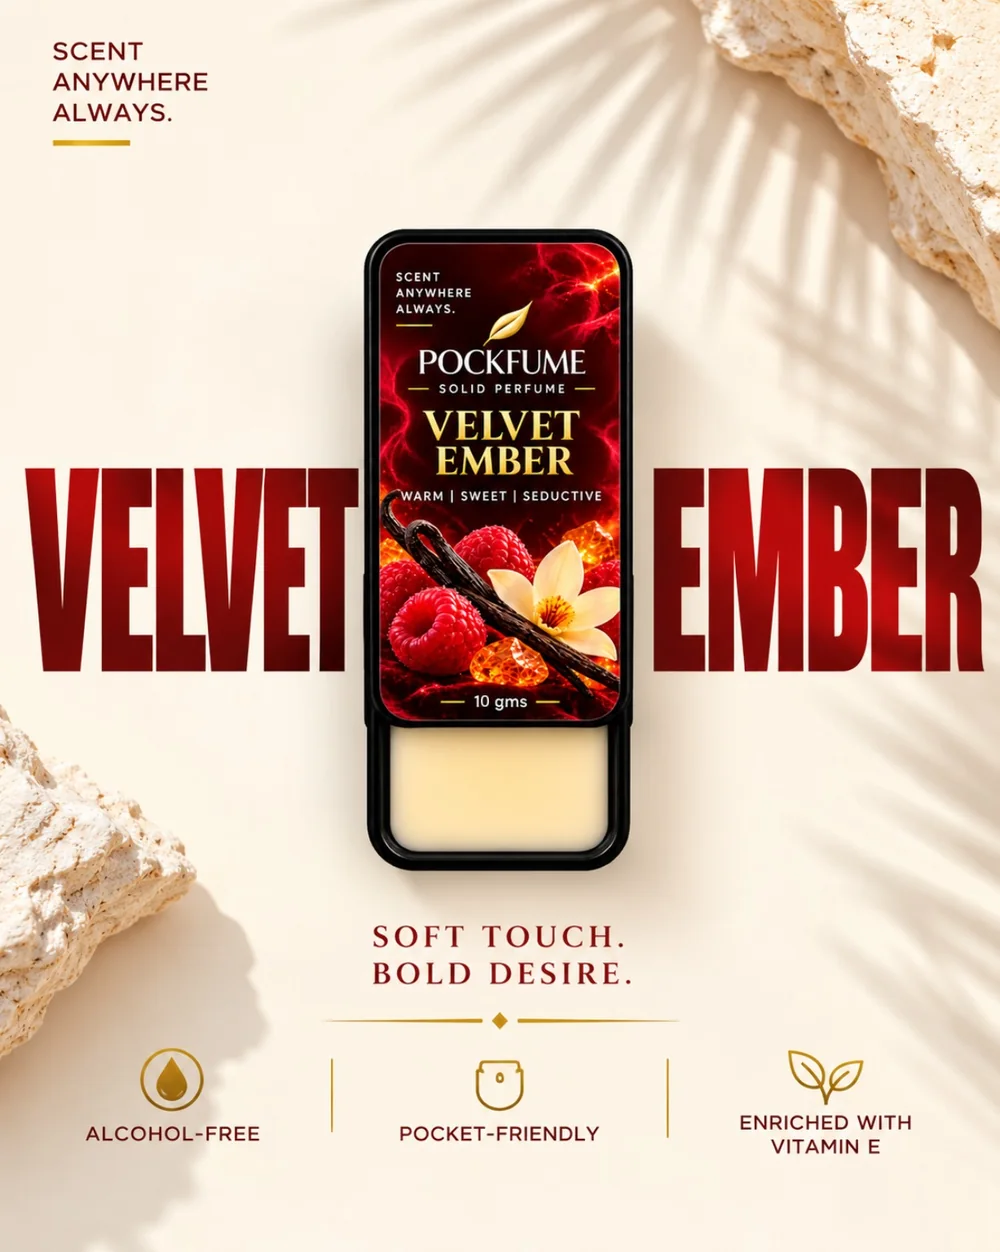 SCENT
ANYWHERE
ALWAYS.
SCENT
ANYWHERE
ALWAYS.
POCKFUME
SOLID PERFUME
VELVET
EMBER
WARM | SWEET | SEDUCTIVE
VELVET EMBER
10 gms
SOFT TOUCH.
BOLD DESIRE.
ALCOHOL-FREE
POCKET-FRIENDLY
ENRICHED WITH
VITAMIN E